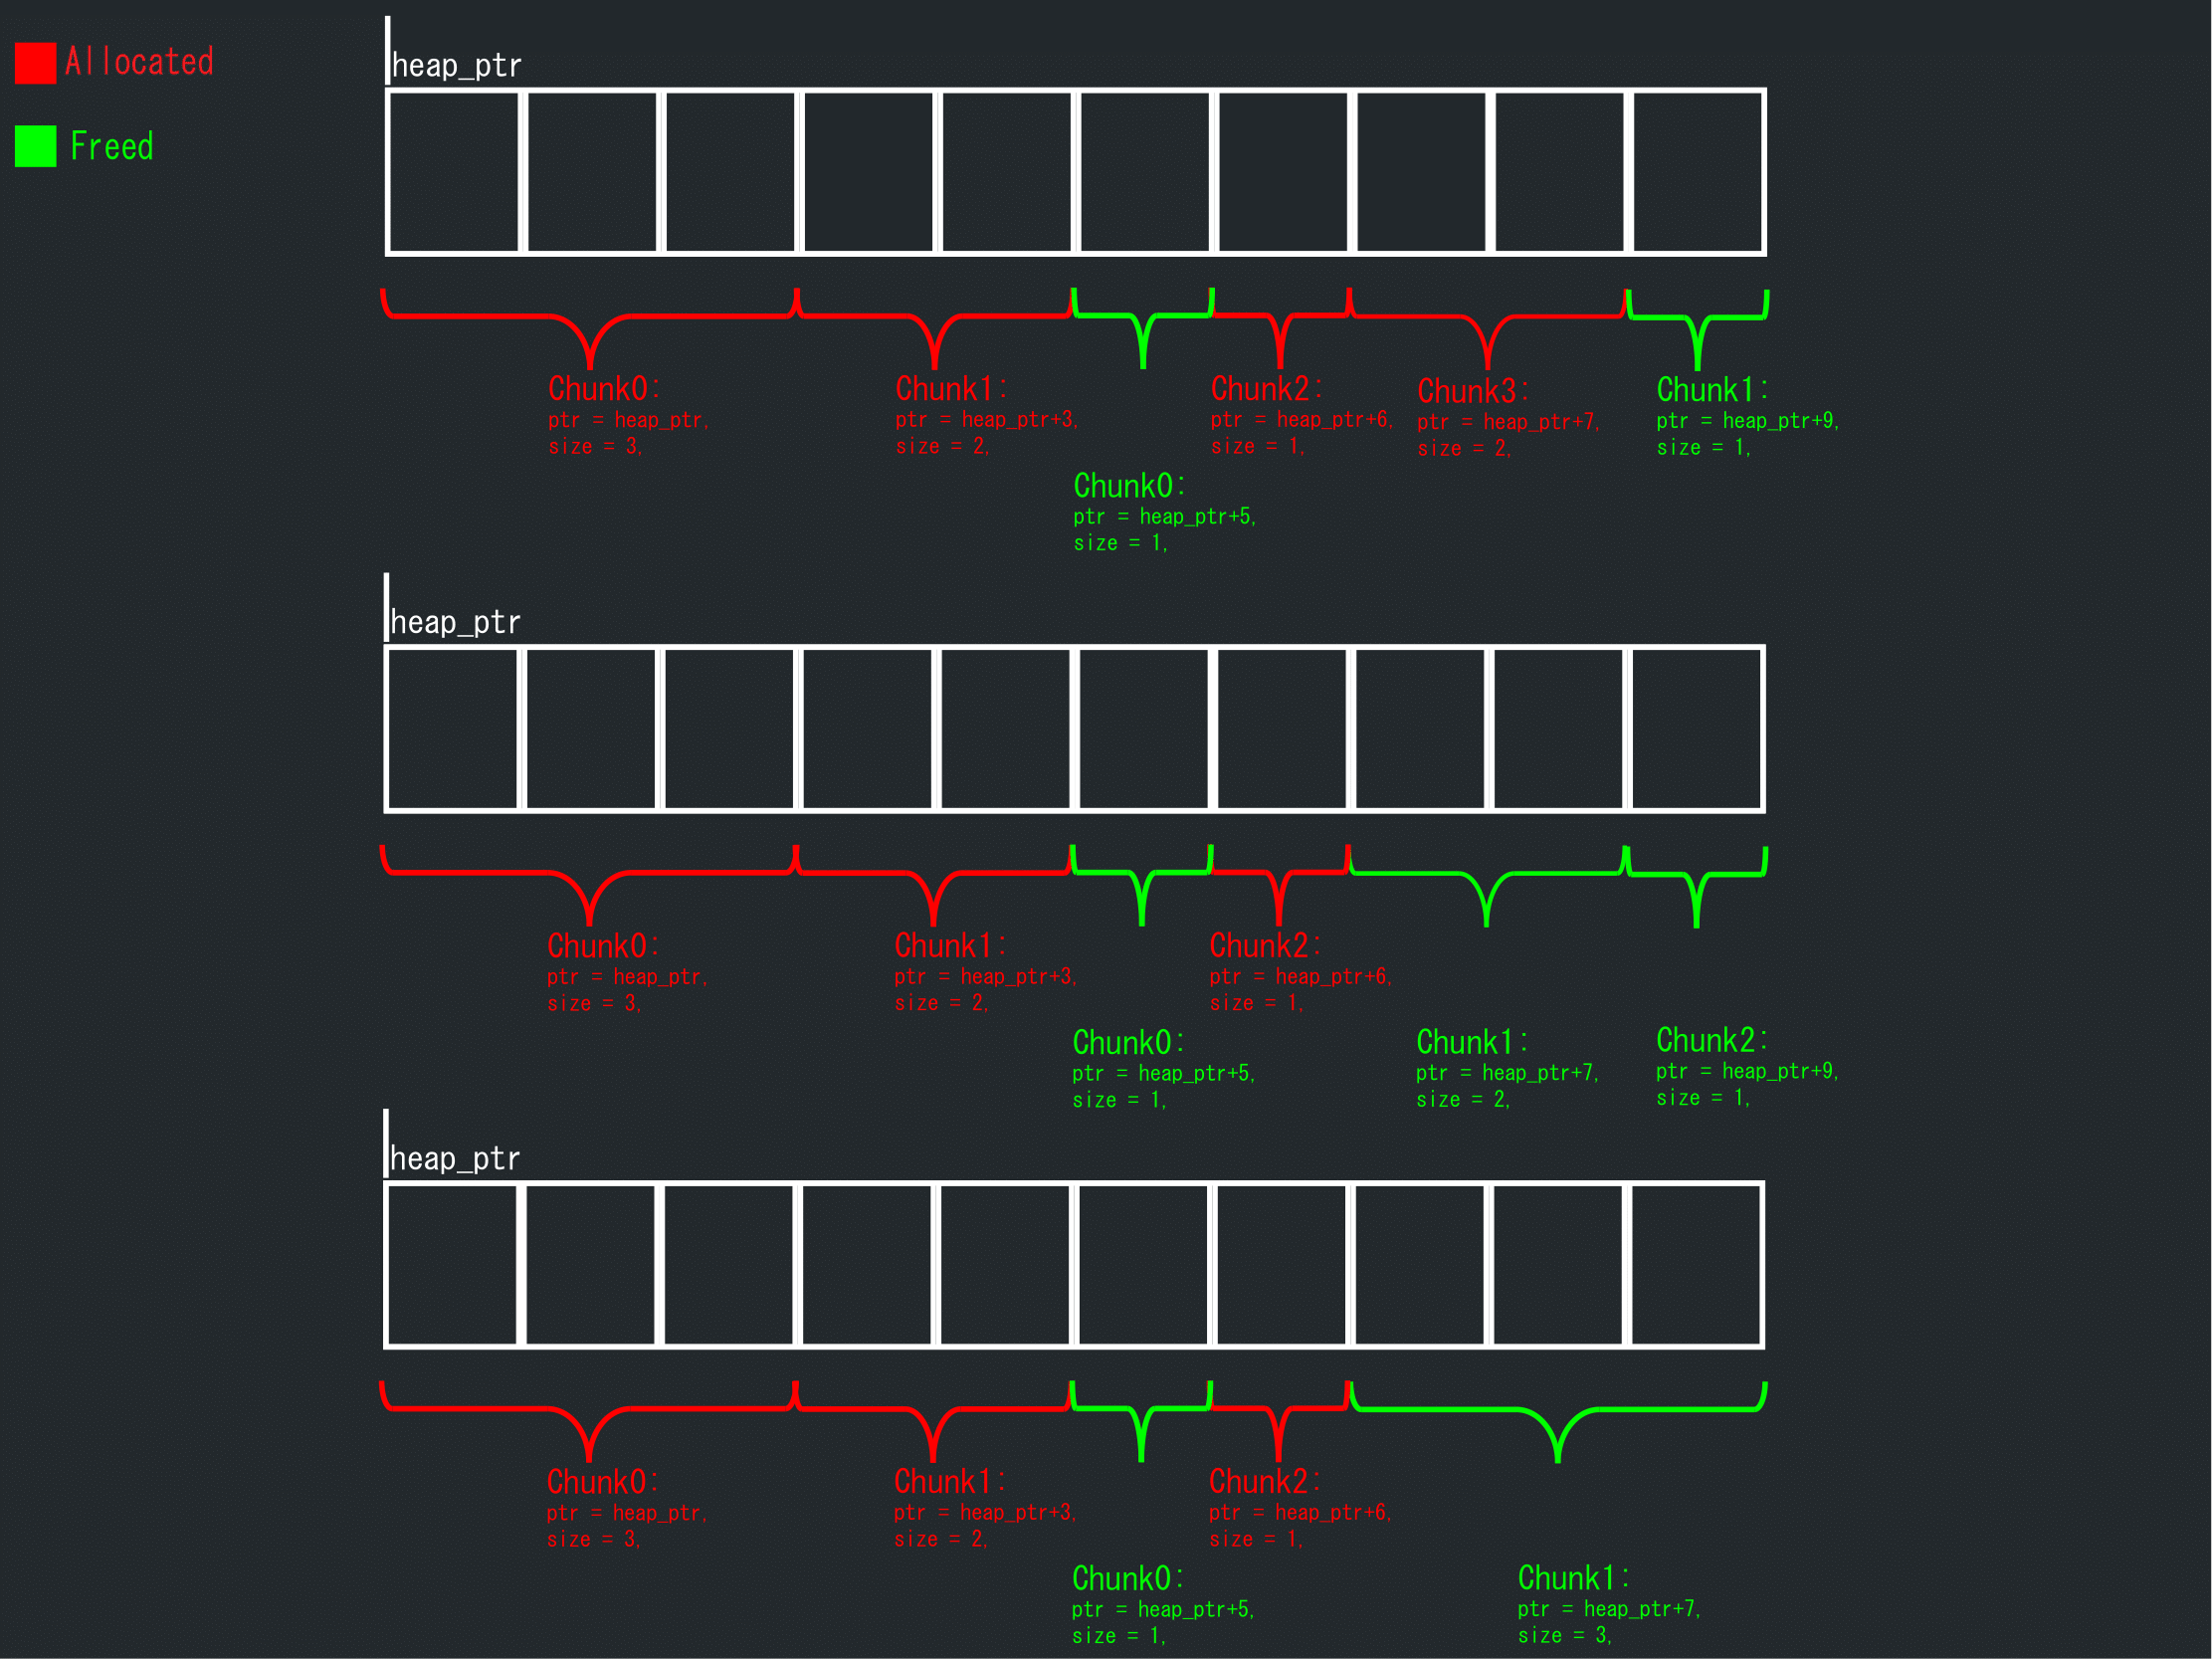 Allocated
Freed
heap_ptr
Chunk0:
ptr = heap_ptr,
size = 3,
Chunk1:
ptr = heap_ptr+3,
size = 2,
Chunk2:
ptr = heap_ptr+6,
size = 1,
Chunk3:
ptr = heap_ptr+7,
size = 2,
Chunk1:
ptr = heap_ptr+9,
size = 1,
Chunk0:
ptr = heap_ptr+5,
size = 1,
heap_ptr
Chunk0:
ptr = heap_ptr,
size = 3,
Chunk1:
ptr = heap_ptr+3,
size = 2,
Chunk2:
ptr = heap_ptr+6,
size = 1,
Chunk0:
ptr = heap_ptr+5,
size = 1,
Chunk1:
ptr = heap_ptr+7,
size = 2,
Chunk2:
ptr = heap_ptr+9,
size = 1,
heap_ptr
Chunk0:
ptr = heap_ptr,
size = 3,
Chunk1:
ptr = heap_ptr+3,
size = 2,
Chunk2:
ptr = heap_ptr+6,
size = 1,
Chunk0:
ptr = heap_ptr+5,
size = 1,
Chunk1:
ptr = heap_ptr+7,
size = 3,